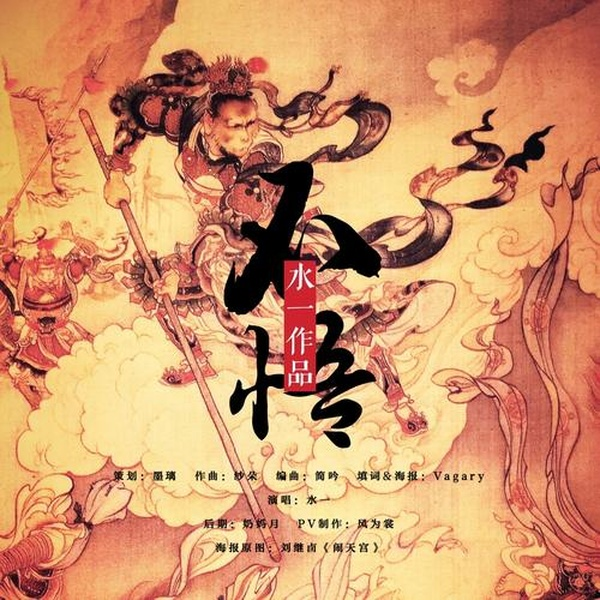 不悟
水一作品
策划：墨璃 作曲：纱朵 编曲：简吟 填词&海报：Vagary
演唱：水一
后期：奶妈月 PV制作：风为裳
海报原图：刘继卣《闹天宫》